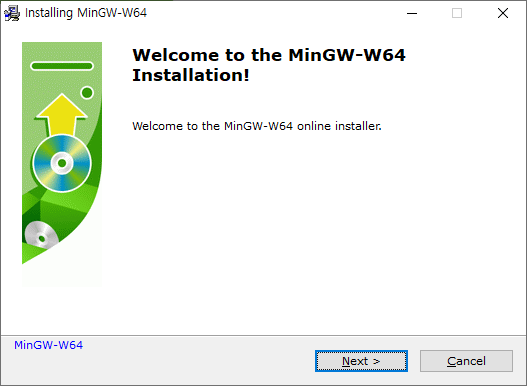 Installing MinGW-W64
Welcome to the MinGW-W64
Installation!
Welcome to the MinGW-W64 online installer.
MinGW-W64
Next >
Cancel